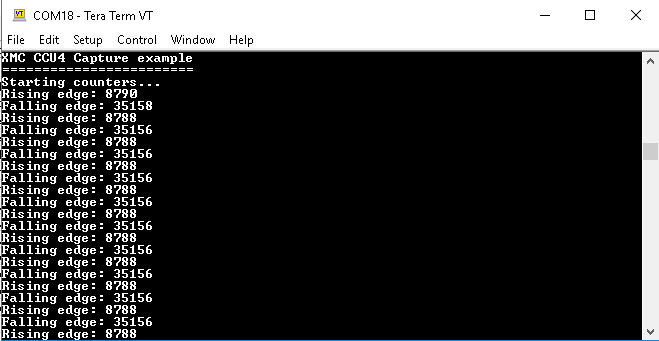 COM18 - Tera Term VT
File Edit Setup Control Window Help
XMC CCU4 Capture example
========================
Starting counters...
Rising edge: 8790
Falling edge: 35158
Rising edge: 8788
Falling edge: 35156
Rising edge: 8788
Falling edge: 35156
Rising edge: 8788
Falling edge: 35156
Rising edge: 8788
Falling edge: 35156
Rising edge: 8788
Falling edge: 35156
Rising edge: 8788
Falling edge: 35156
Rising edge: 8788
Falling edge: 35156
Rising edge: 8788
Falling edge: 35156
Rising edge: 8788
Falling edge: 35156
Rising edge: 8788